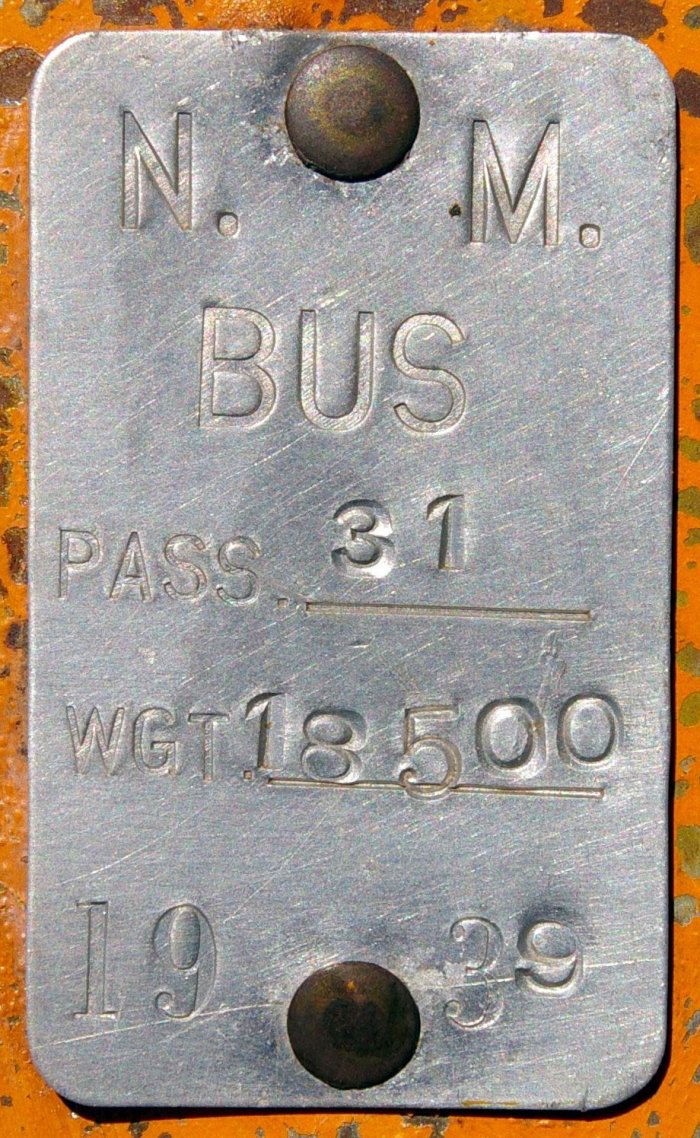 N. M.
BUS
PASS. 31
WGT. 18500
19 39